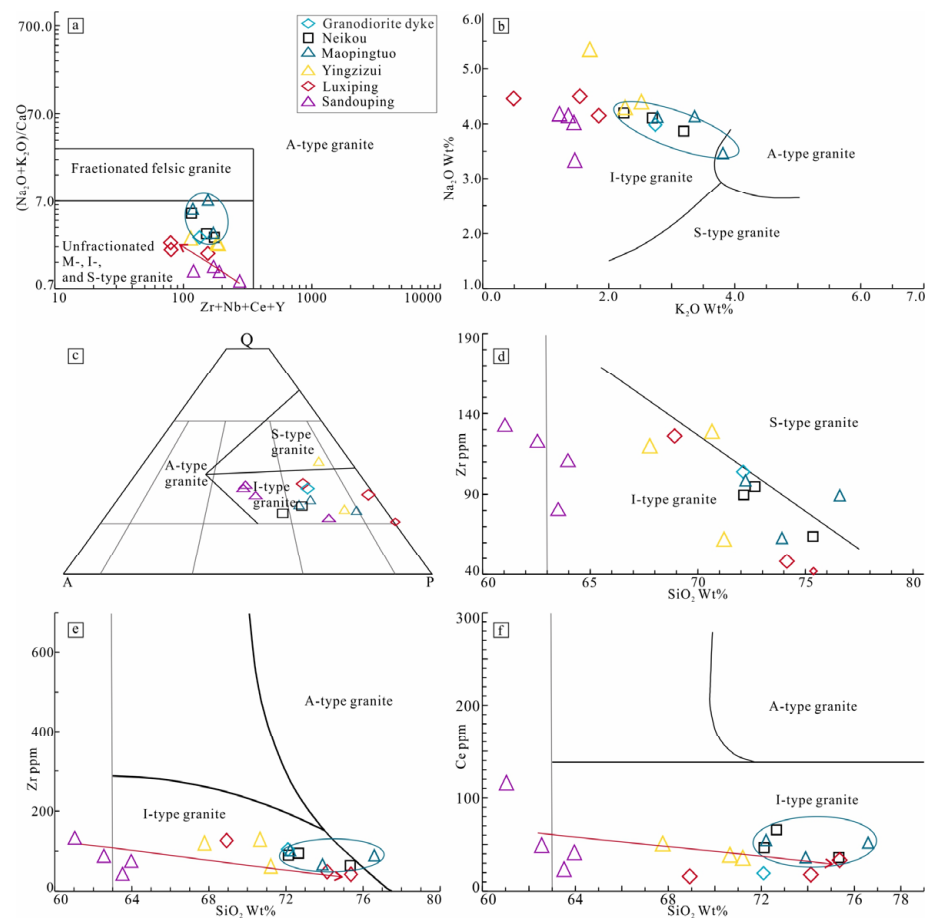 a
700.0
70.0
7.0
0.7
(Na2O+K2O)/CaO
Granodiorite dyke
Neikou
Maopingtuo
Yingzizui
Luxiping
Sandouping
A-type granite
Fraetionated felsic granite
Unfractionated
M-, I-,
and S-type granite
10 100 1000 10000
Zr+Nb+Ce+Y
b
6.0
5.0
4.0
3.0
2.0
1.0
Na2O Wt%
A-type granite
I-type granite
S-type granite
0.0 2.0 4.0 6.0 7.0
K2O Wt%
c
Q
S-type
granite
A-type
granite
I-type
granite
A P
d
190
140
90
40
Zr ppm
S-type granite
I-type granite
60 65 70 75 80
SiO2 Wt%
e
600
400
200
0
Zr ppm
A-type granite
I-type granite
60 64 68 72 76
SiO2 Wt%
f
300
200
100
0
Ce ppm
A-type granite
I-type granite
60 63 66 69 72 75 78
SiO2 Wt%